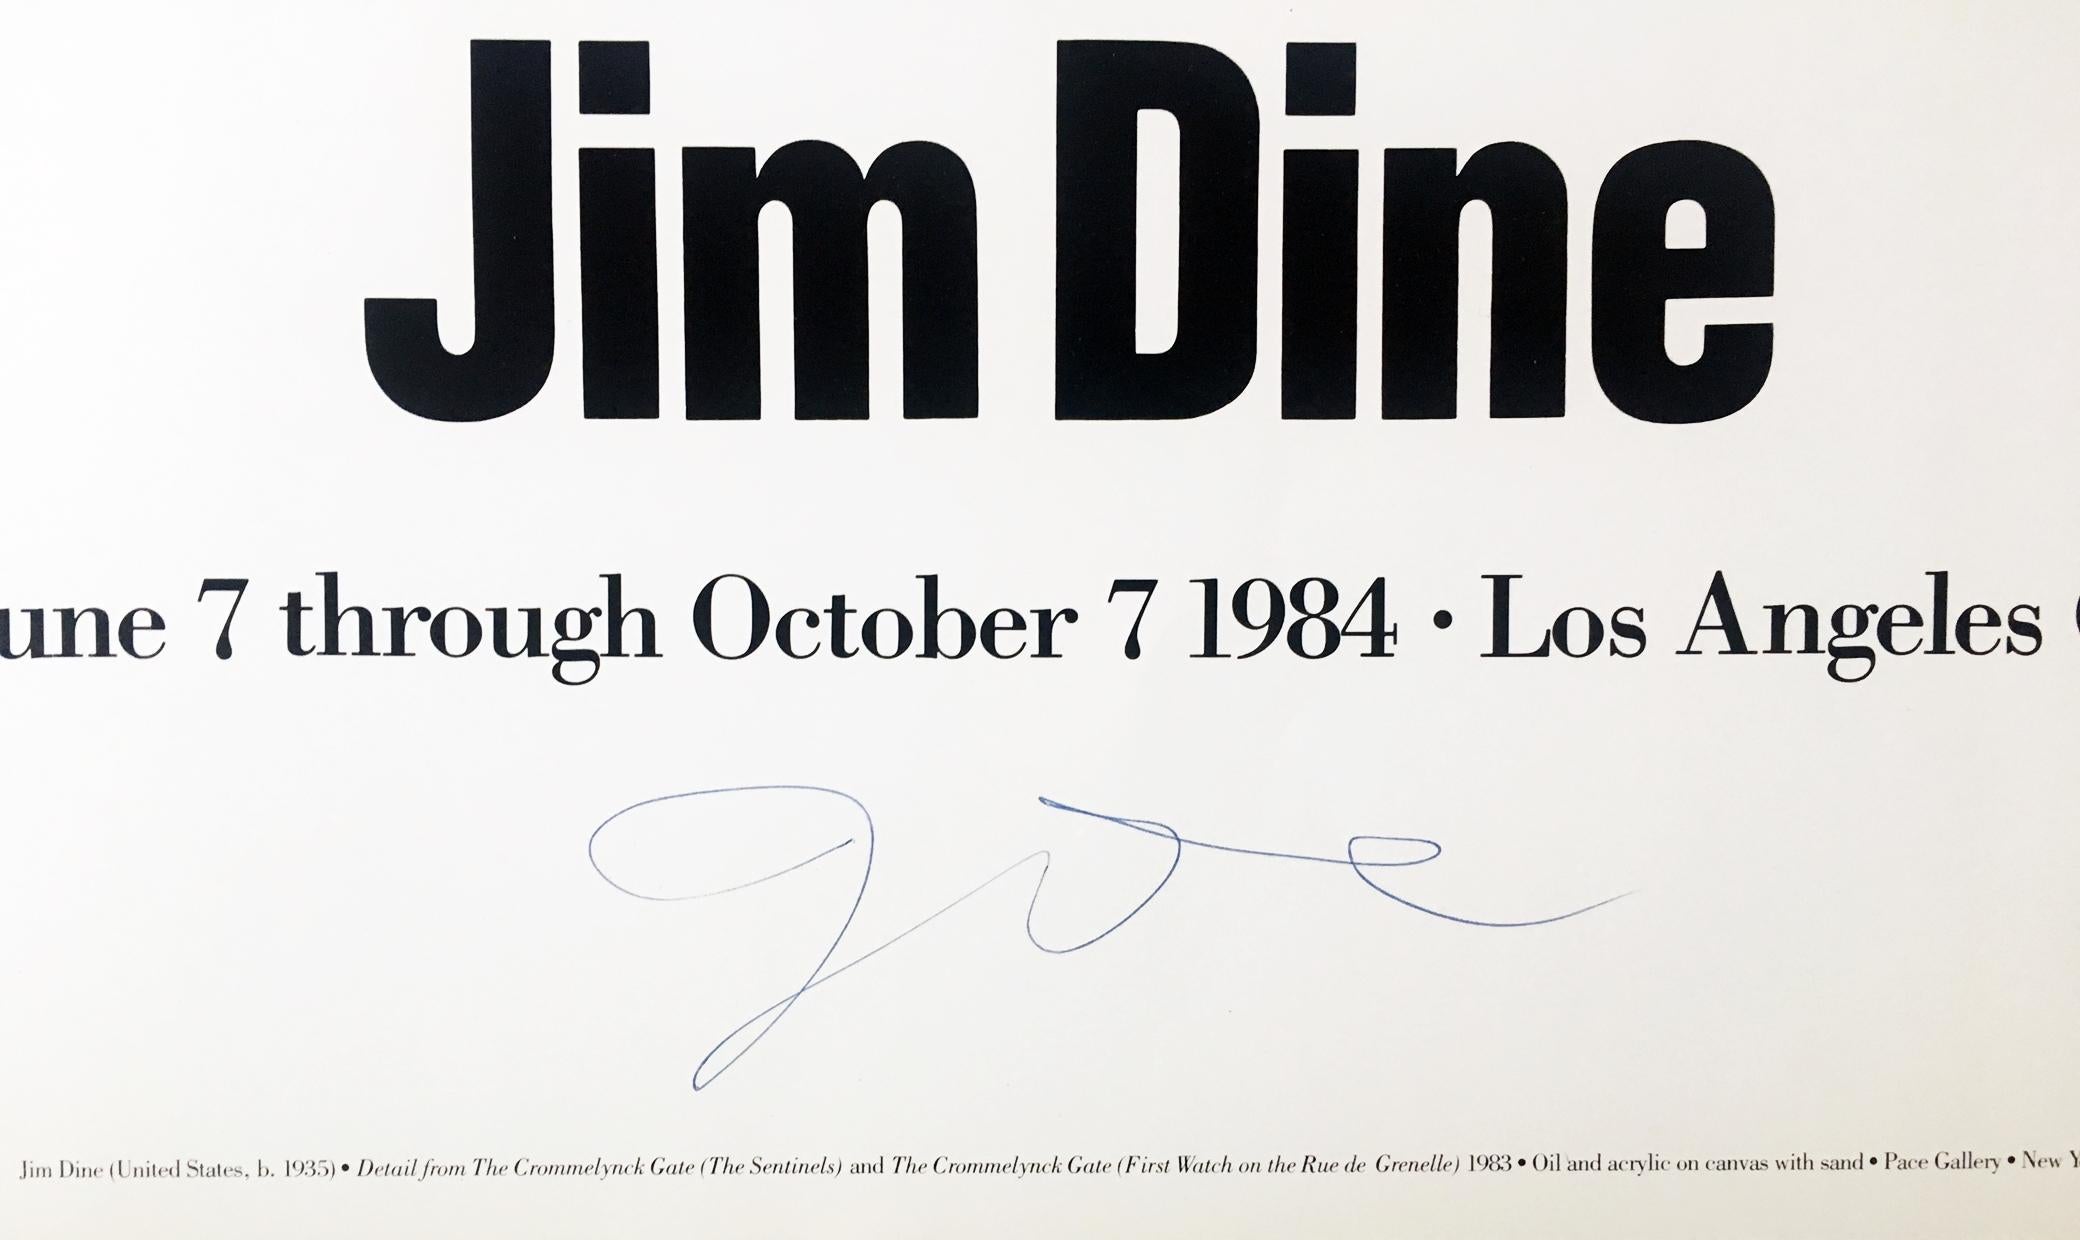 Jim Dine
une 7 through October 7 1984 • Los Angeles
Jim Dine (United States, b. 1935) • Detail from The Crommelynck Gate (The Sentinels) and The Crommelynck Gate (First Watch on the Rue de Grenelle) 1983 • Oil and acrylic on canvas with sand • Pace Gallery • New Y